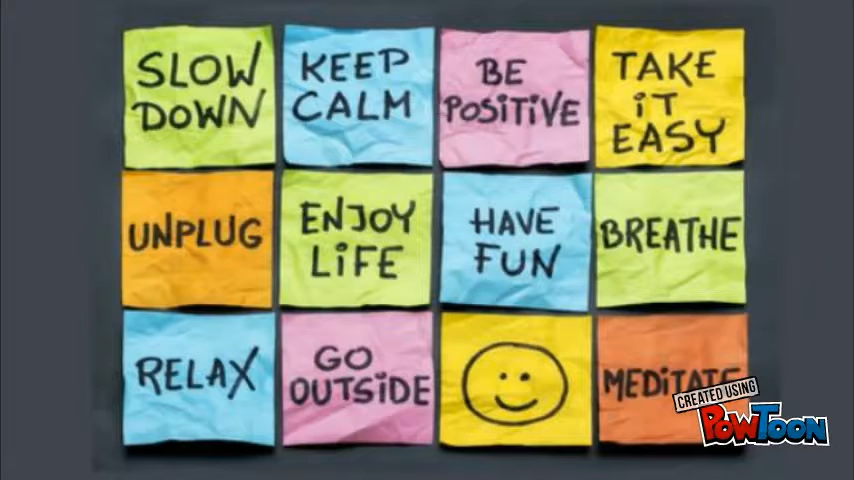 SLOW
DOWN
KEEP
CALM
BE
POSiTiVE
TAKE
iT
EASY
UNPLUG
ENJOY
LiFE
HAVE
FUN
BREATHE
RELAX
GO
OUTSiDE
MEDiTATE
CREATED USING
POWTOON